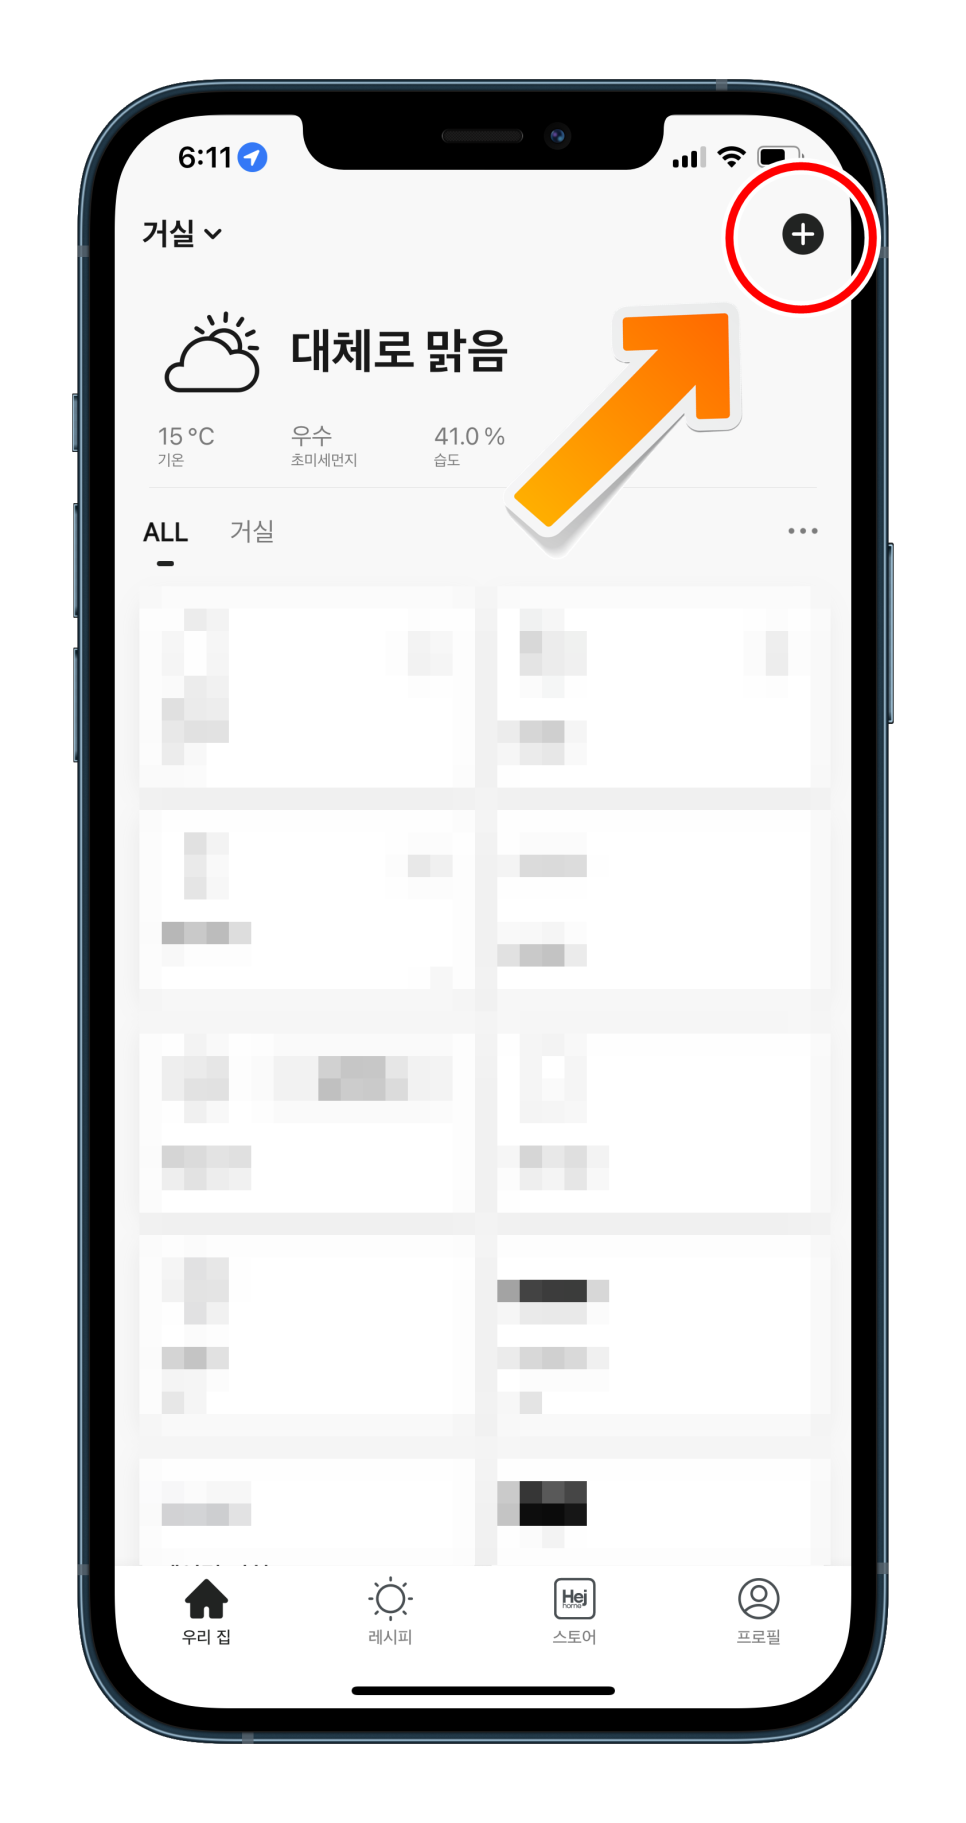 6:11
거실
대체로 맑음
15 °C 우수 41.0 %
기온 초미세먼지 습도
ALL 거실
Hej
home
우리 집 레시피 스토어 프로필